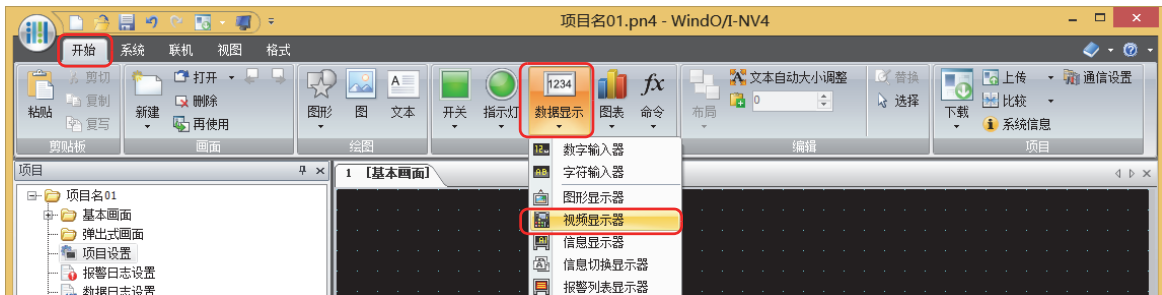 项目名01.pn4 - WindO/I-NV4
开始 系统 联机 视图 格式
粘贴 剪切 复制 复写 剪贴板
新建 打开 删除 再使用 画面
图形 图 文本 绘图
开关 指示灯 1234 数据显示 图表 fx 命令
布局 文本自动大小调整 0 替换 选择 编辑
下载 上传 比较 系统信息 通信设置 项目
项目
项目名01
基本画面
弹出式画面
项目设置
报警日志设置
数据日志设置
1 [基本画面]
数字输入器
字符输入器
图形显示器
视频显示器
信息显示器
信息切换显示器
报警列表显示器